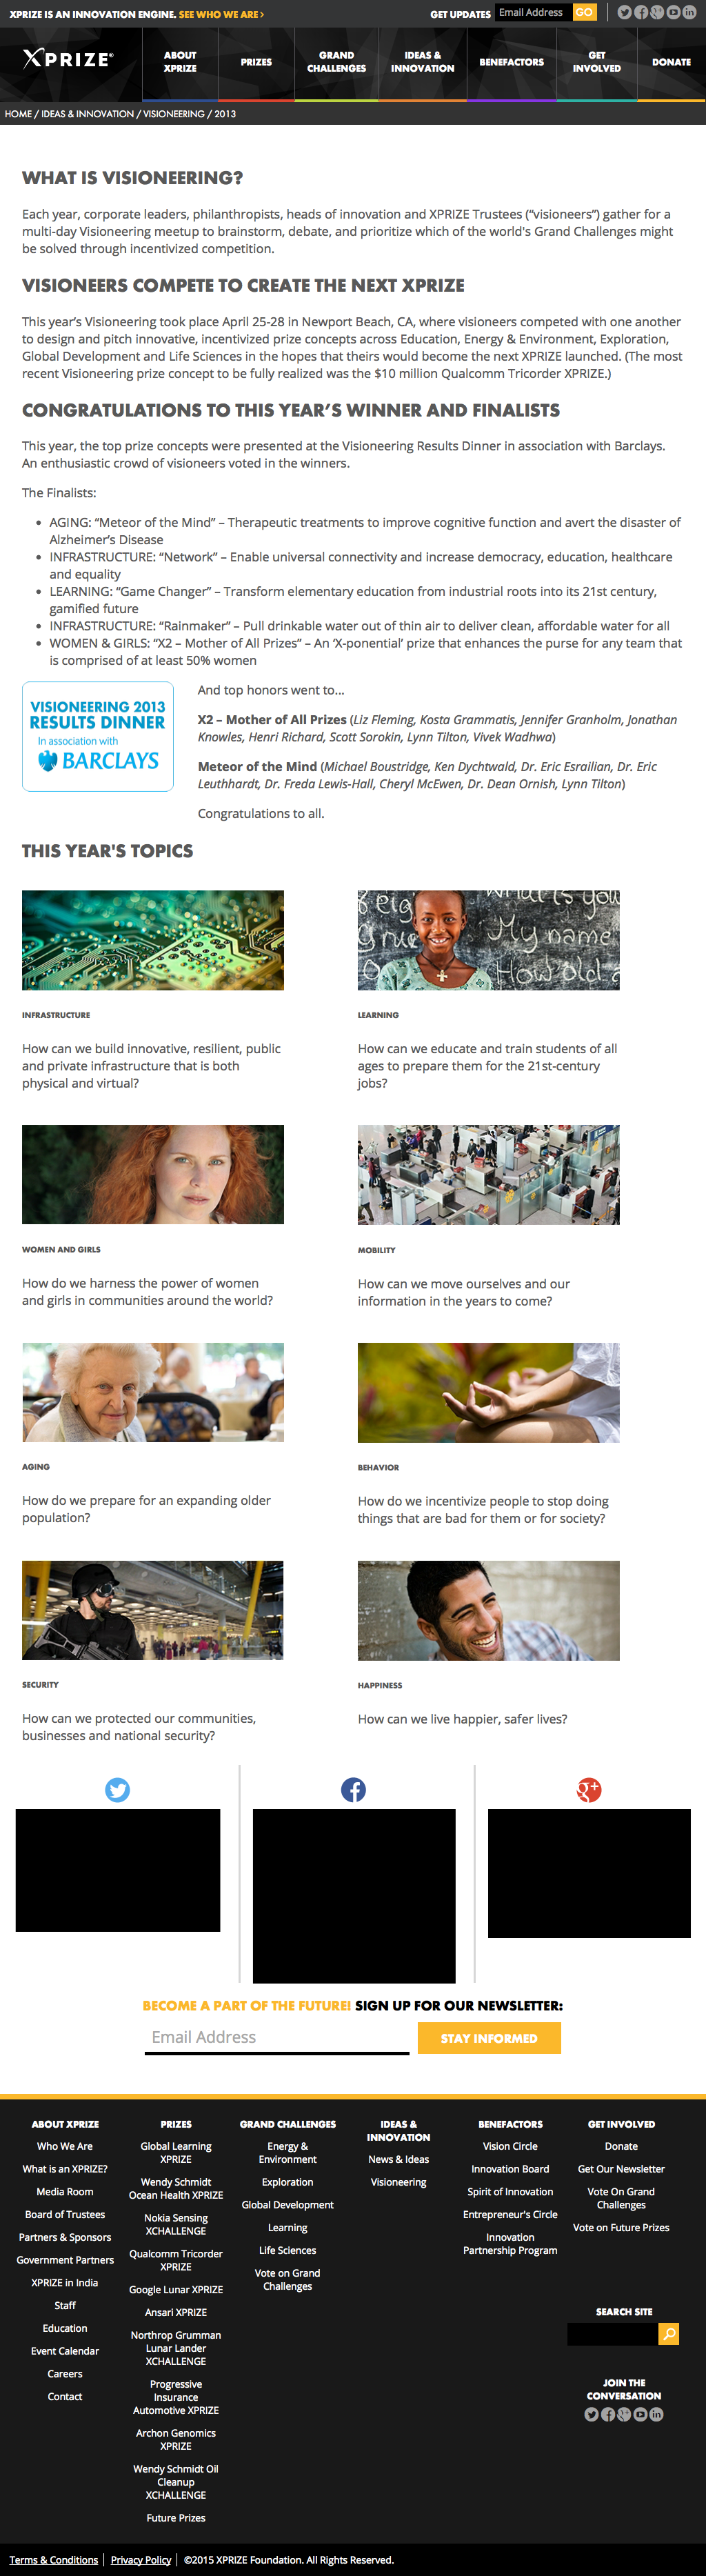 XPRIZE IS AN INNOVATION ENGINE. SEE WHO WE ARE ›
GET UPDATES
Email Address
GO
XPRIZE®
ABOUT
XPRIZE
PRIZES
GRAND
CHALLENGES
IDEAS &
INNOVATION
BENEFACTORS
GET
INVOLVED
DONATE
HOME / IDEAS & INNOVATION / VISIONEERING / 2013
WHAT IS VISIONEERING?
Each year, corporate leaders, philanthropists, heads of innovation and XPRIZE Trustees (“visioneers”) gather for a
multi-day Visioneering meetup to brainstorm, debate, and prioritize which of the world's Grand Challenges might
be solved through incentivized competition.
VISIONEERS COMPETE TO CREATE THE NEXT XPRIZE
This year’s Visioneering took place April 25-28 in Newport Beach, CA, where visioneers competed with one another
to design and pitch innovative, incentivized prize concepts across Education, Energy & Environment, Exploration,
Global Development and Life Sciences in the hopes that theirs would become the next XPRIZE launched. (The most
recent Visioneering prize concept to be fully realized was the $10 million Qualcomm Tricorder XPRIZE.)
CONGRATULATIONS TO THIS YEAR’S WINNER AND FINALISTS
This year, the top prize concepts were presented at the Visioneering Results Dinner in association with Barclays.
An enthusiastic crowd of visioneers voted in the winners.
The Finalists:
• AGING: “Meteor of the Mind” – Therapeutic treatments to improve cognitive function and avert the disaster of
Alzheimer’s Disease
• INFRASTRUCTURE: “Network” – Enable universal connectivity and increase democracy, education, healthcare
and equality
• LEARNING: “Game Changer” – Transform elementary education from industrial roots into its 21st century,
gamified future
• INFRASTRUCTURE: “Rainmaker” – Pull drinkable water out of thin air to deliver clean, affordable water for all
• WOMEN & GIRLS: “X2 – Mother of All Prizes” – An ‘X-ponential’ prize that enhances the purse for any team that
is comprised of at least 50% women
VISIONEERING 2013
RESULTS DINNER
In association with
BARCLAYS
And top honors went to…
X2 – Mother of All Prizes (Liz Fleming, Kosta Grammatis, Jennifer Granholm, Jonathan
Knowles, Henri Richard, Scott Sorokin, Lynn Tilton, Vivek Wadhwa)
Meteor of the Mind (Michael Boustridge, Ken Dychtwald, Dr. Eric Esrailian, Dr. Eric
Leuthhardt, Dr. Freda Lewis-Hall, Cheryl McEwen, Dr. Dean Ornish, Lynn Tilton)
Congratulations to all.
THIS YEAR'S TOPICS
What is you
My name
How old
INFRASTRUCTURE
LEARNING
How can we build innovative, resilient, public
and private infrastructure that is both
physical and virtual?
How can we educate and train students of all
ages to prepare them for the 21st-century
jobs?
WOMEN AND GIRLS
MOBILITY
How do we harness the power of women
and girls in communities around the world?
How can we move ourselves and our
information in the years to come?
AGING
BEHAVIOR
How do we prepare for an expanding older
population?
How do we incentivize people to stop doing
things that are bad for them or for society?
SECURITY
HAPPINESS
How can we protected our communities,
businesses and national security?
How can we live happier, safer lives?
BECOME A PART OF THE FUTURE! SIGN UP FOR OUR NEWSLETTER:
Email Address
STAY INFORMED
ABOUT XPRIZE
Who We Are
What is an XPRIZE?
Media Room
Board of Trustees
Partners & Sponsors
Government Partners
XPRIZE in India
Staff
Education
Event Calendar
Careers
Contact
PRIZES
Global Learning
XPRIZE
Wendy Schmidt
Ocean Health XPRIZE
Nokia Sensing
XCHALLENGE
Qualcomm Tricorder
XPRIZE
Google Lunar XPRIZE
Ansari XPRIZE
Northrop Grumman
Lunar Lander
XCHALLENGE
Progressive
Insurance
Automotive XPRIZE
Archon Genomics
XPRIZE
Wendy Schmidt Oil
Cleanup
XCHALLENGE
Future Prizes
GRAND CHALLENGES
Energy &
Environment
Exploration
Global Development
Learning
Life Sciences
Vote on Grand
Challenges
IDEAS &
INNOVATION
News & Ideas
Visioneering
BENEFACTORS
Vision Circle
Innovation Board
Spirit of Innovation
Entrepreneur's Circle
Innovation
Partnership Program
GET INVOLVED
Donate
Get Our Newsletter
Vote On Grand
Challenges
Vote on Future Prizes
SEARCH SITE
JOIN THE
CONVERSATION
Terms & Conditions | Privacy Policy | ©2015 XPRIZE Foundation. All Rights Reserved.